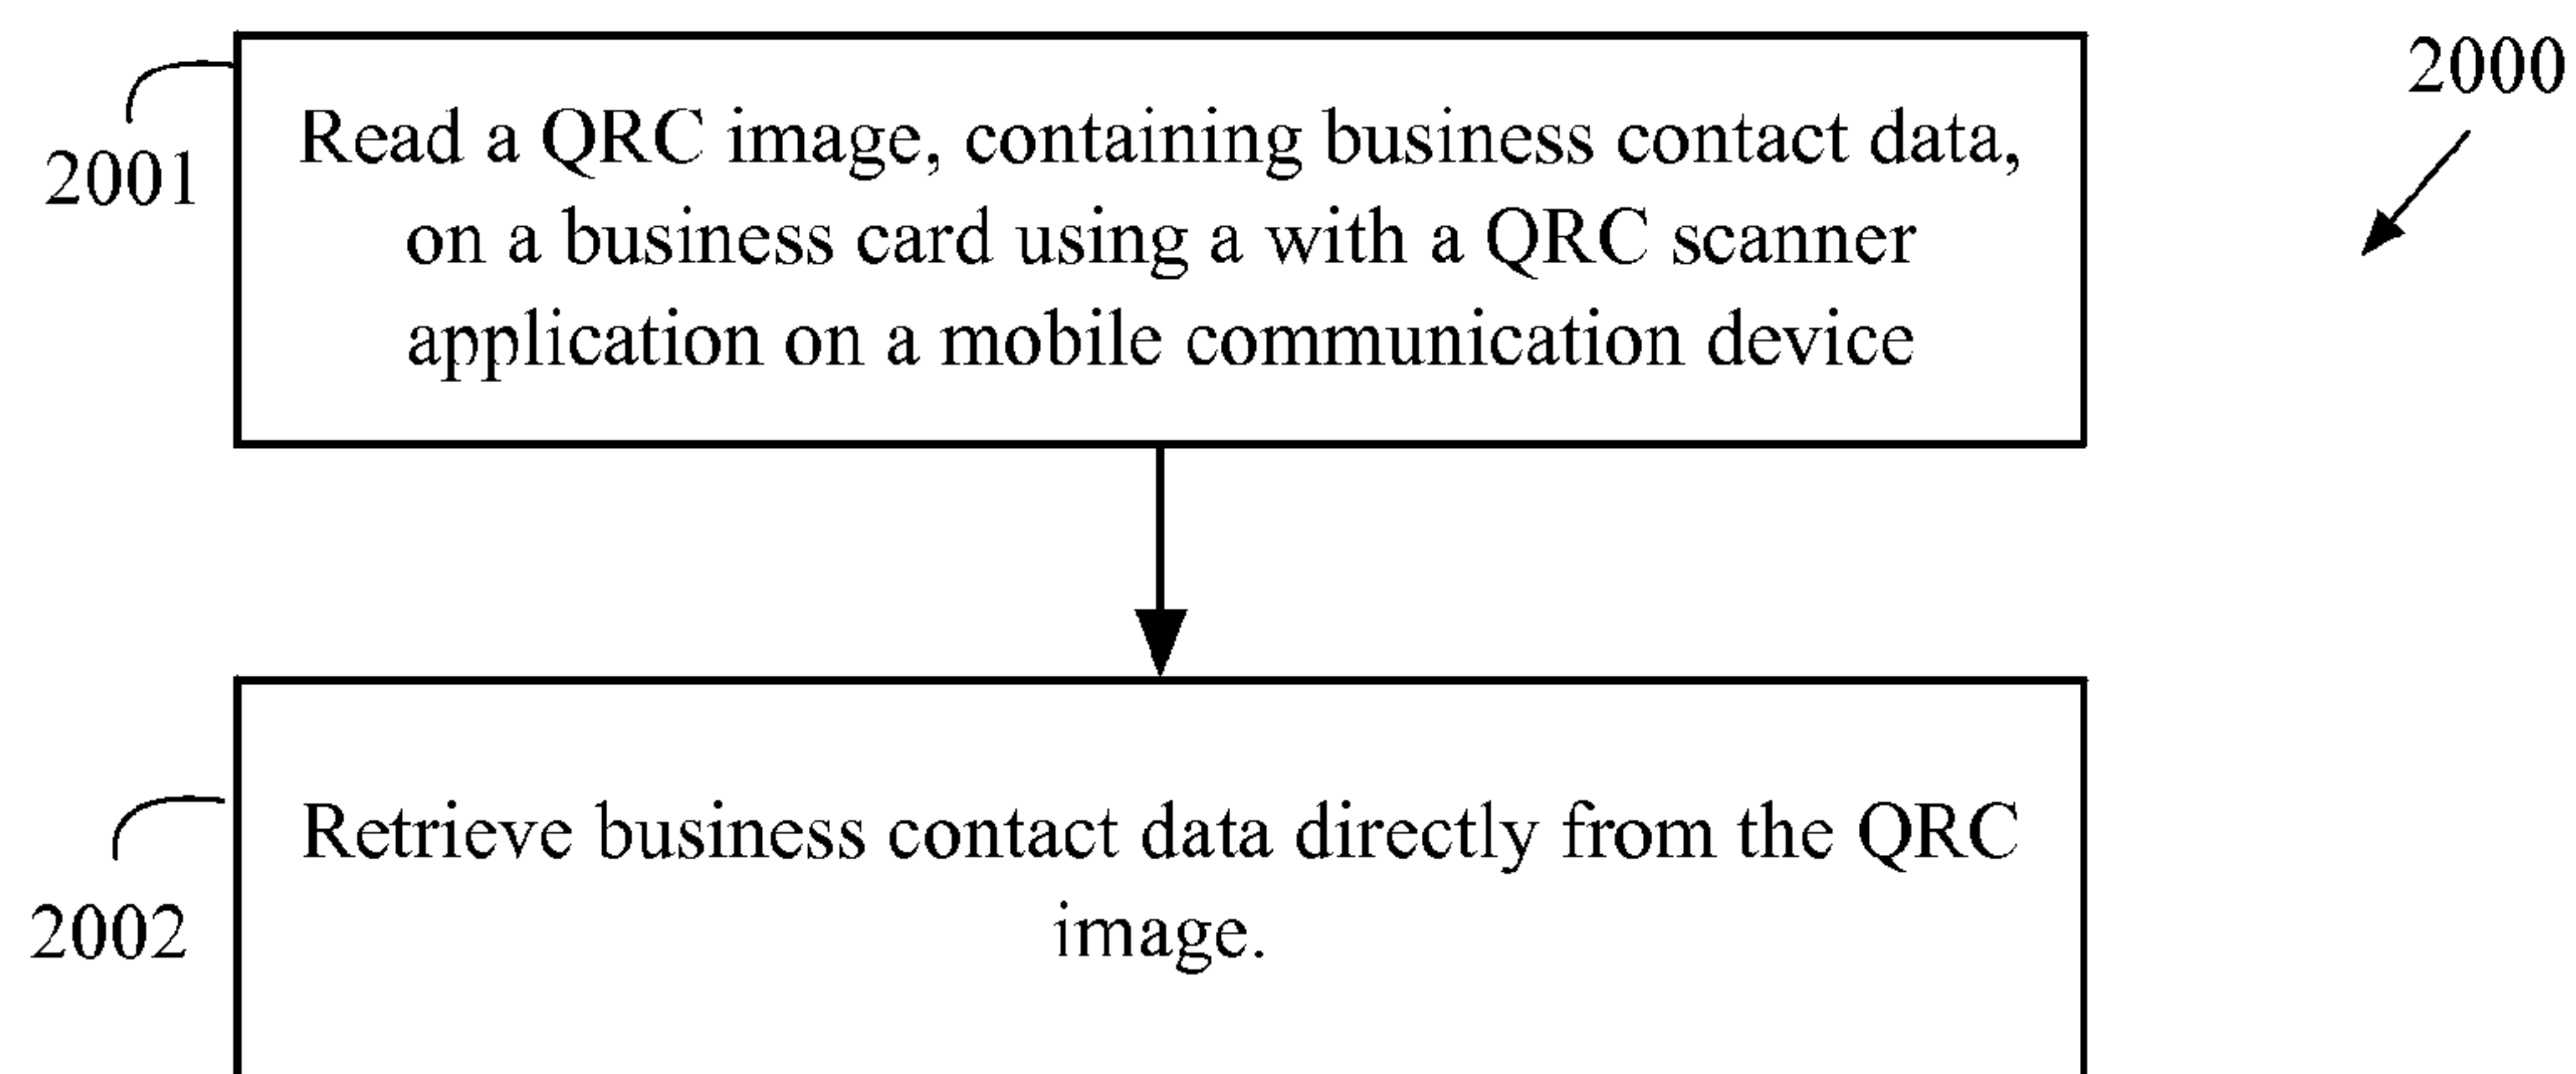 2000
2001
Read a QRC image, containing business contact data,
on a business card using a with a QRC scanner
application on a mobile communication device
2002
Retrieve business contact data directly from the QRC
image.